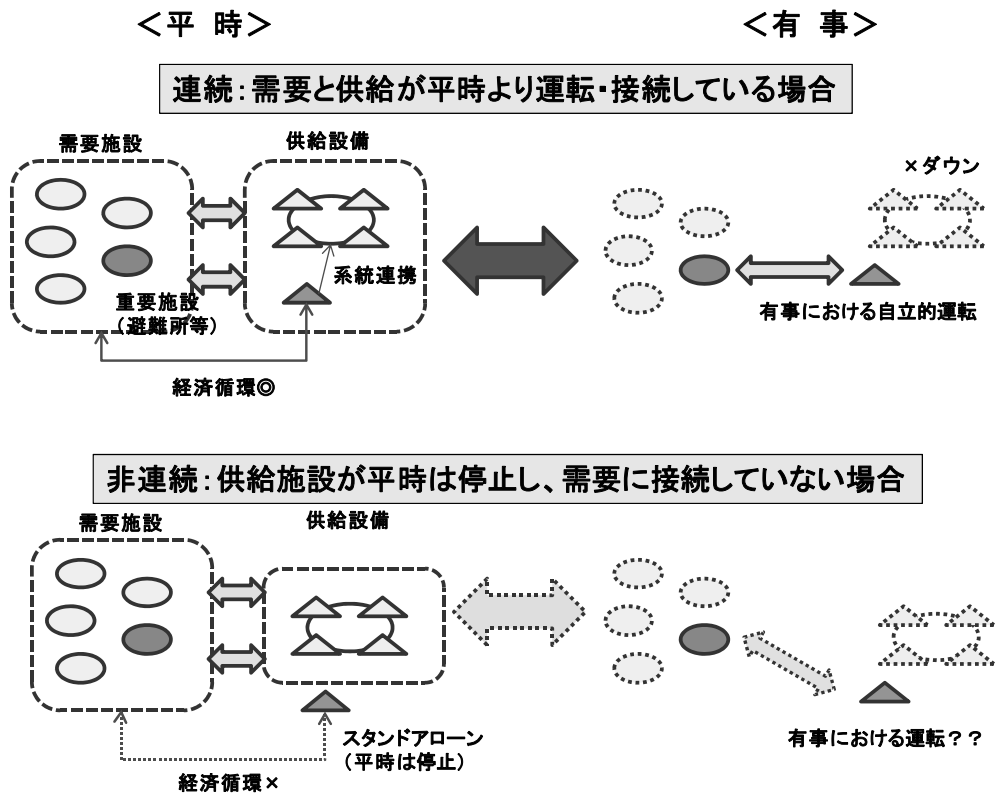 ＜平 時＞
＜有 事＞
連続：需要と供給が平時より運転・接続している場合
需要施設
供給設備
×ダウン
系統連携
重要施設
（避難所等）
有事における自立的運転
経済循環◎
非連続：供給施設が平時は停止し、需要に接続していない場合
需要施設
供給設備
スタンドアローン
（平時は停止）
有事における運転？？
経済循環×